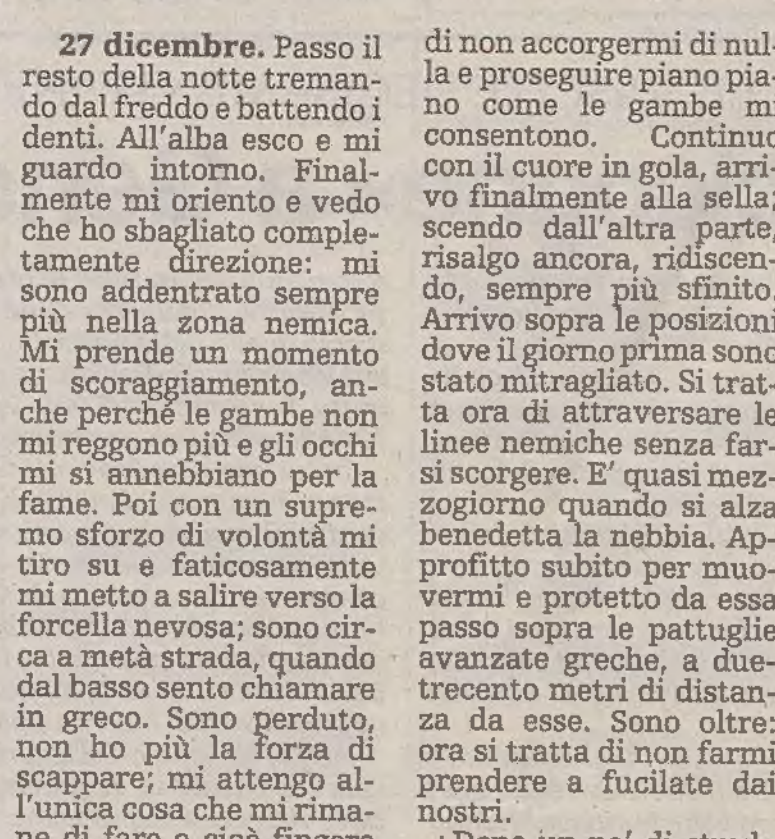 27 dicembre. Passo il
resto della notte treman-
do dal freddo e battendo i
denti. All'alba esco e mi
guardo intorno. Final-
mente mi oriento e vedo
che ho sbagliato comple-
tamente direzione: mi
sono addentrato sempre
più nella zona nemica.
Mi prende un momento
di scoraggiamento, an-
che perché le gambe non
mi reggono più e gli occhi
mi si annebbiano per la
fame. Poi con un supre-
mo sforzo di volontà mi
tiro su e faticosamente
mi metto a salire verso la
forcella nevosa; sono cir-
ca a metà strada, quando
dal basso sento chiamare
in greco. Sono perduto,
non ho più la forza di
scappare; mi attengo al-
l'unica cosa che mi rima-
ne di fare e cioè fingere
di non accorgermi di nul-
la e proseguire piano pia-
no come le gambe mi
consentono. Continuo
con il cuore in gola, arri-
vo finalmente alla sella;
scendo dall'altra parte,
risalgo ancora, ridiscen-
do, sempre più sfinito.
Arrivo sopra le posizioni
dove il giorno prima sono
stato mitragliato. Si trat-
ta ora di attraversare le
linee nemiche senza far-
si scorgere. E' quasi mez-
zogiorno quando si alza
benedetta la nebbia. Ap-
profitto subito per muo-
vermi e protetto da essa
passo sopra le pattuglie
avanzate greche, a due-
trecento metri di distan-
za da esse. Sono oltre:
ora si tratta di non farmi
prendere a fucilate dai
nostri.